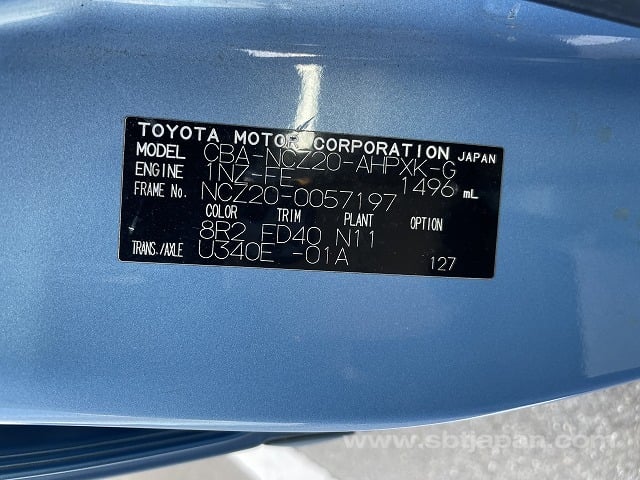 TOYOTA MOTOR CORPORATION JAPAN
MODEL CBA-NCZ20-AHPXK-G
ENGINE 1NZ-FE 1496 mL
FRAME No. NCZ20-0057197
COLOR TRIM PLANT OPTION
8R2 ED40 N11
TRANS./AXLE U340E -01A 127
www.sbtjapan.com